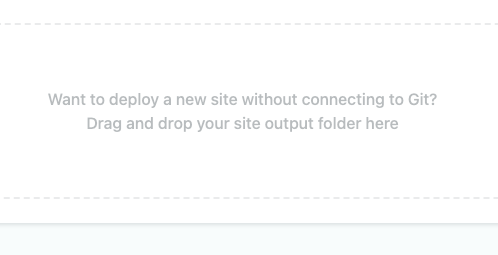 Want to deploy a new site without connecting to Git?
Drag and drop your site output folder here